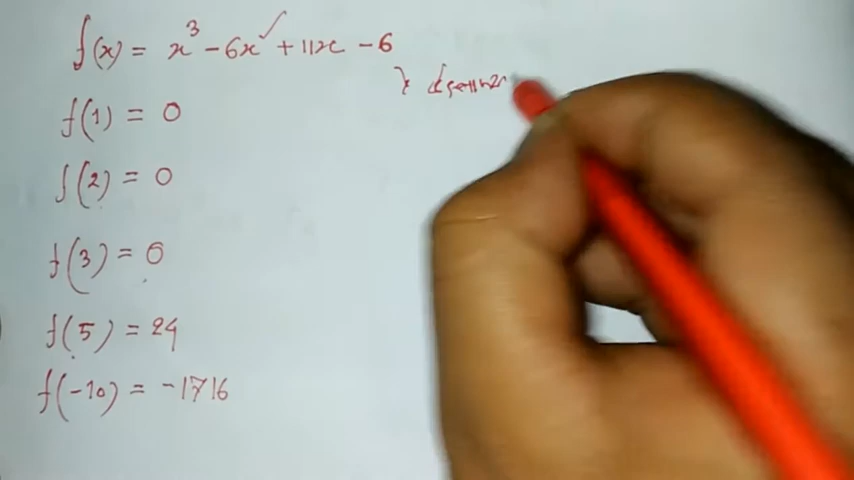 f(x) = x³ - 6x² + 11x - 6
f(1) = 0
f(2) = 0
f(3) = 0
f(5) = 24
f(-10) = -1716